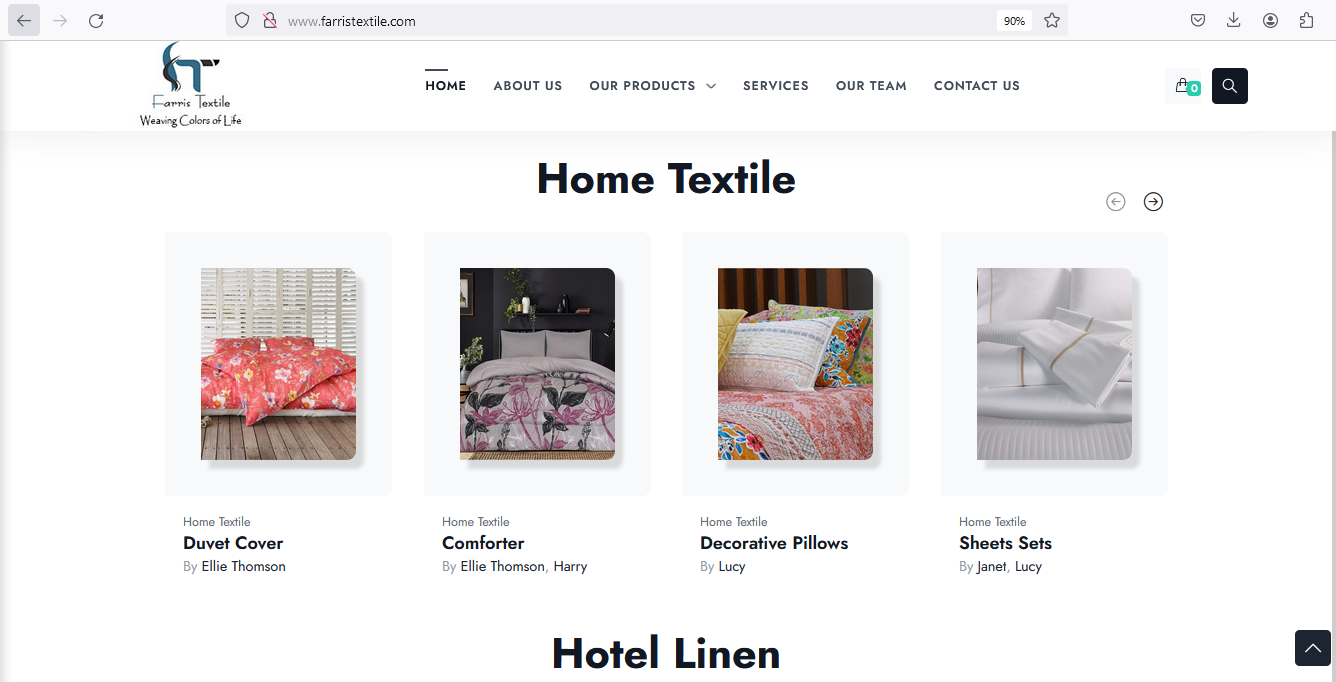 www.farristextile.com
90%
Farris Textile
Weaving Colors of Life
HOME
ABOUT US
OUR PRODUCTS
SERVICES
OUR TEAM
CONTACT US
0
Home Textile
Home Textile
Duvet Cover
By Ellie Thomson
Home Textile
Comforter
By Ellie Thomson, Harry
Home Textile
Decorative Pillows
By Lucy
Home Textile
Sheets Sets
By Janet, Lucy
Hotel Linen